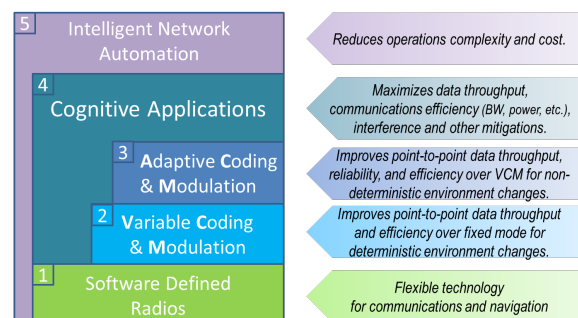 5
Intelligent Network
Automation
Reduces operations complexity and cost.
4
Cognitive Applications
Maximizes data throughput,
communications efficiency (BW, power, etc.),
interference and other mitigations.
3
Adaptive Coding
& Modulation
Improves point-to-point data throughput,
reliability, and efficiency over VCM for non-
deterministic environment changes.
2
Variable Coding
& Modulation
Improves point-to-point data throughput
and efficiency over fixed mode for
deterministic environment changes.
1
Software Defined
Radios
Flexible technology
for communications and navigation